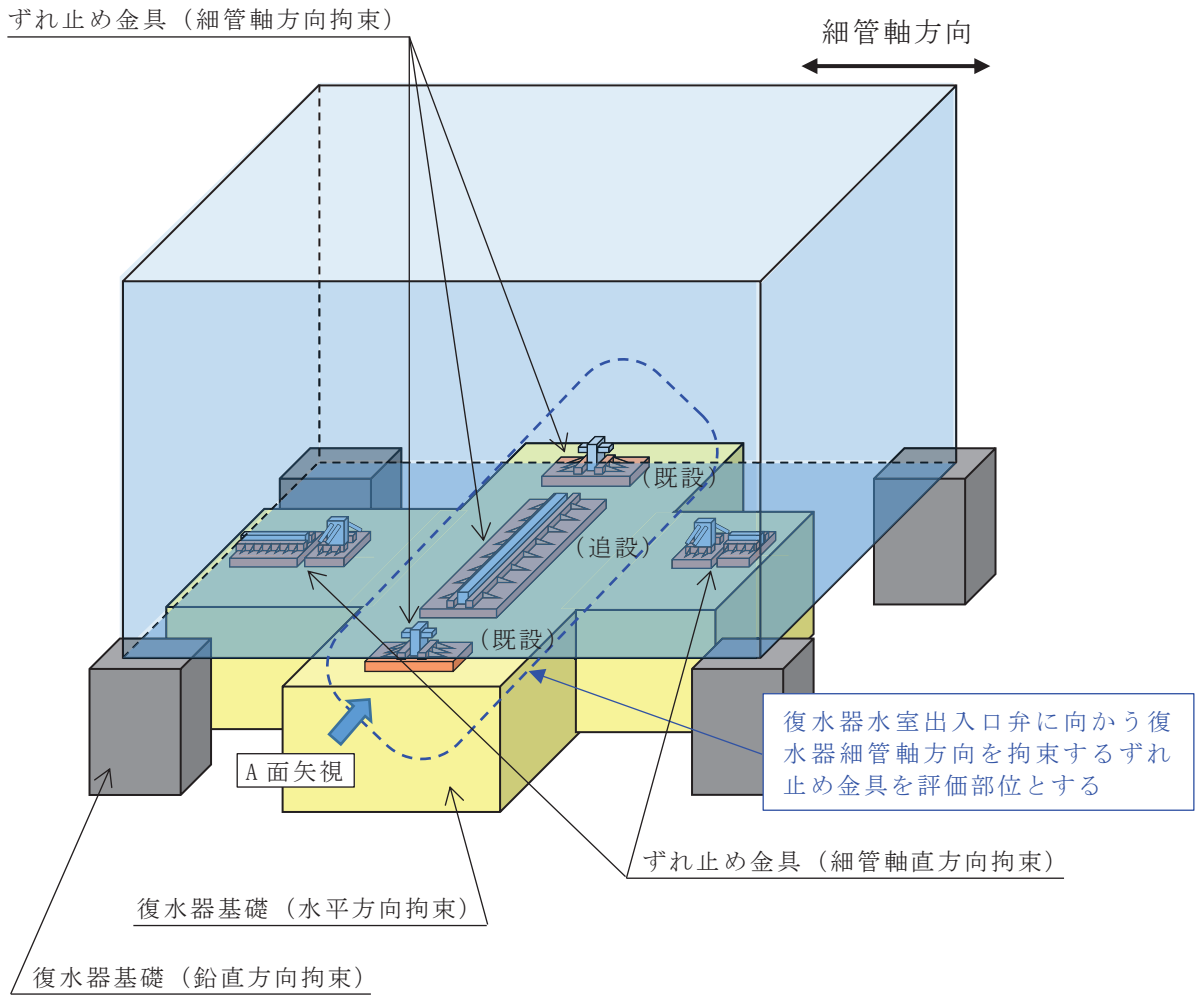 ずれ止め金具（細管軸方向拘束）
細管軸方向
（既設）
（追設）
（既設）
A面矢視
復水器水室出入口弁に向かう復
水器細管軸方向を拘束するずれ
止め金具を評価部位とする
ずれ止め金具（細管軸直方向拘束）
復水器基礎（水平方向拘束）
復水器基礎（鉛直方向拘束）